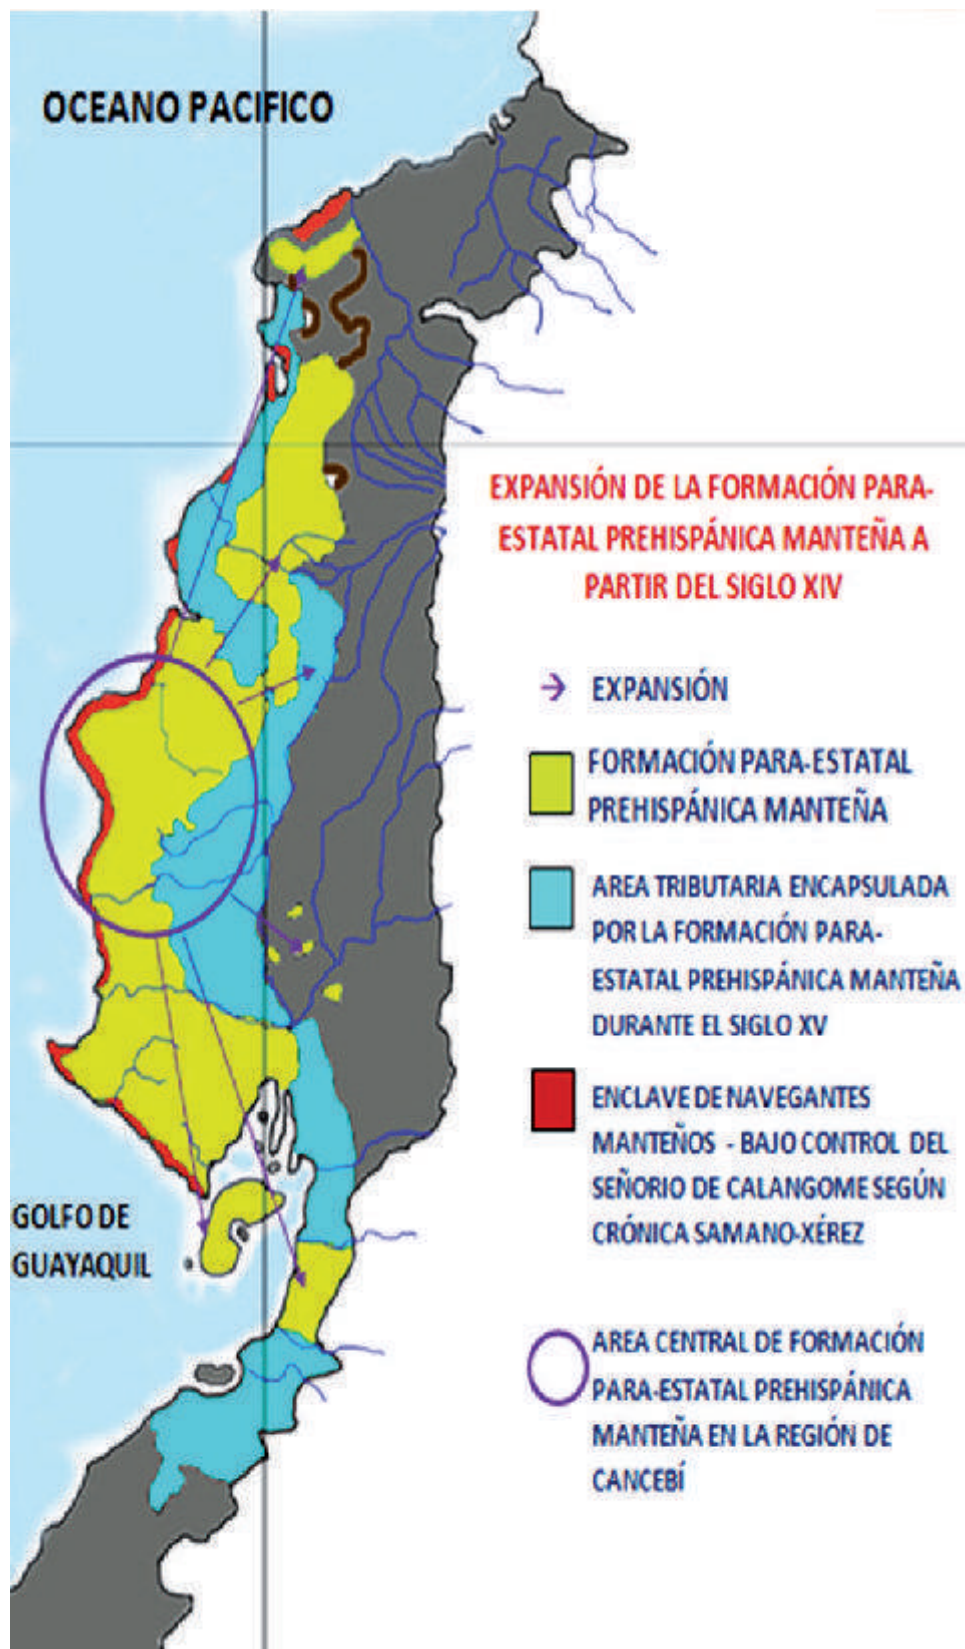 OCEANO PACIFICO
EXPANSIÓN DE LA FORMACIÓN PARA-
ESTATAL PREHISPÁNICA MANTEÑA A
PARTIR DEL SIGLO XIV
EXPANSIÓN
FORMACIÓN PARA-ESTATAL
PREHISPÁNICA MANTEÑA
AREA TRIBUTARIA ENCAPSULADA
POR LA FORMACIÓN PARA-
ESTATAL PREHISPÁNICA MANTEÑA
DURANTE EL SIGLO XV
ENCLAVE DE NAVEGANTES
MANTEÑOS - BAJO CONTROL DEL
SEÑORIO DE CALANGOME SEGÚN
CRÓNICA SAMANO-XÉREZ
GOLFO DE
GUAYAQUIL
AREA CENTRAL DE FORMACIÓN
PARA-ESTATAL PREHISPÁNICA
MANTEÑA EN LA REGIÓN DE
CANCEBÍ